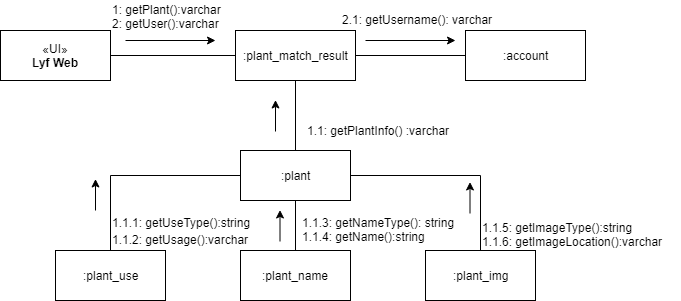 1: getPlant():varchar
2: getUser():varchar
2.1: getUsername(): varchar
«UI»
Lyf Web
:plant_match_result
:account
1.1: getPlantInfo() :varchar
:plant
1.1.1: getUseType():string
1.1.2: getUsage():varchar
1.1.3: getNameType(): string
1.1.4: getName():string
1.1.5: getImageType():string
1.1.6: getImageLocation():varchar
:plant_use
:plant_name
:plant_img